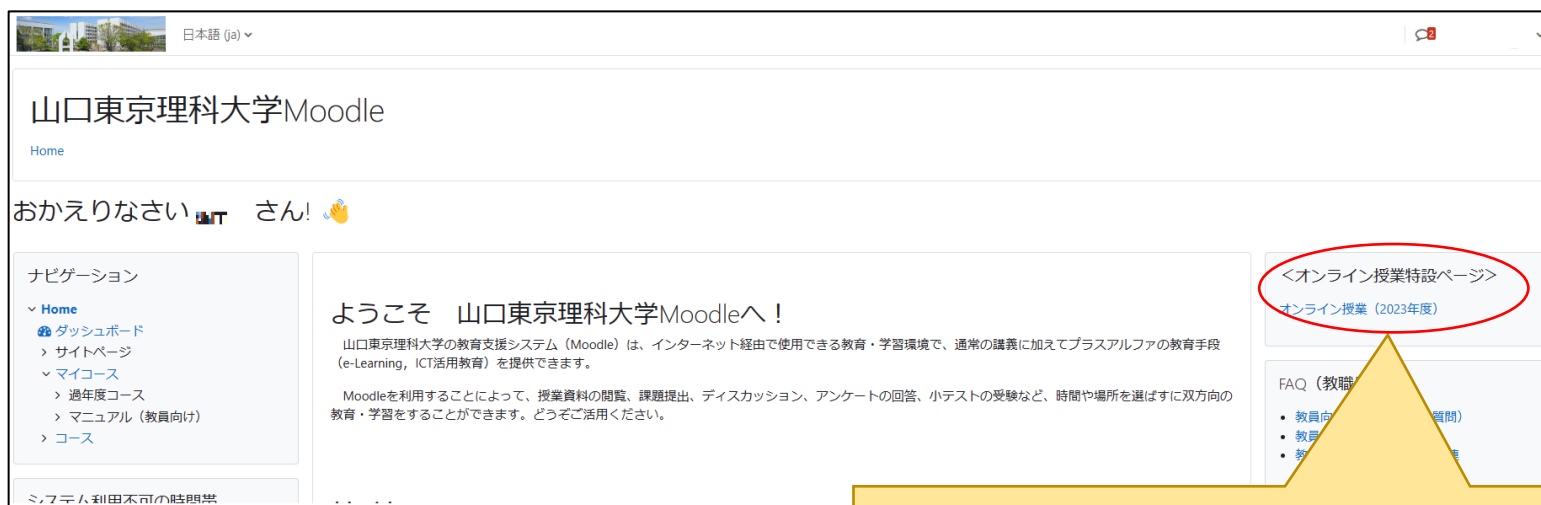 日本語 (ja)
2
山口東京理科大学Moodle
Home
おかえりなさい さん! 👋
ナビゲーション
Home
ダッシュボード
サイトページ
マイコース
過年度コース
マニュアル（教員向け）
コース
ようこそ　山口東京理科大学Moodleへ！
山口東京理科大学の教育支援システム（Moodle）は、インターネット経由で使用できる教育・学習環境で、通常の講義に加えてプラスアルファの教育手段
（e-Learning，ICT活用教育）を提供できます。
Moodleを利用することによって、授業資料の閲覧、課題提出、ディスカッション、アンケートの回答、小テストの受験など、時間や場所を選ばすに双方向の
教育・学習をすることができます。どうぞご活用ください。
＜オンライン授業特設ページ＞
オンライン授業（2023年度）
FAQ（教職
教員向 質問）
教員
システム利用不可の時間帯